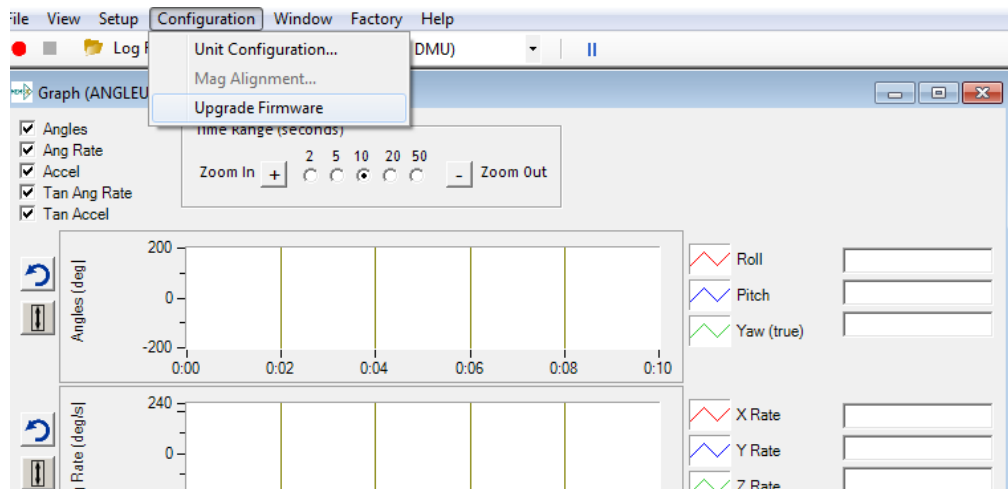 File View Setup Configuration Window Factory Help
Log
Unit Configuration...
DMU)
Mag Alignment...
Graph (ANGLEU
Upgrade Firmware
Time Range (seconds)
Angles
Ang Rate
Accel
Tan Ang Rate
Tan Accel
2 5 10 20 50
Zoom In + - Zoom Out
Angles (deg)
200
0
-200
0:00 0:02 0:04 0:06 0:08 0:10
Roll
Pitch
Yaw (true)
Rate (deg/s)
240
0
X Rate
Y Rate
Z Rate